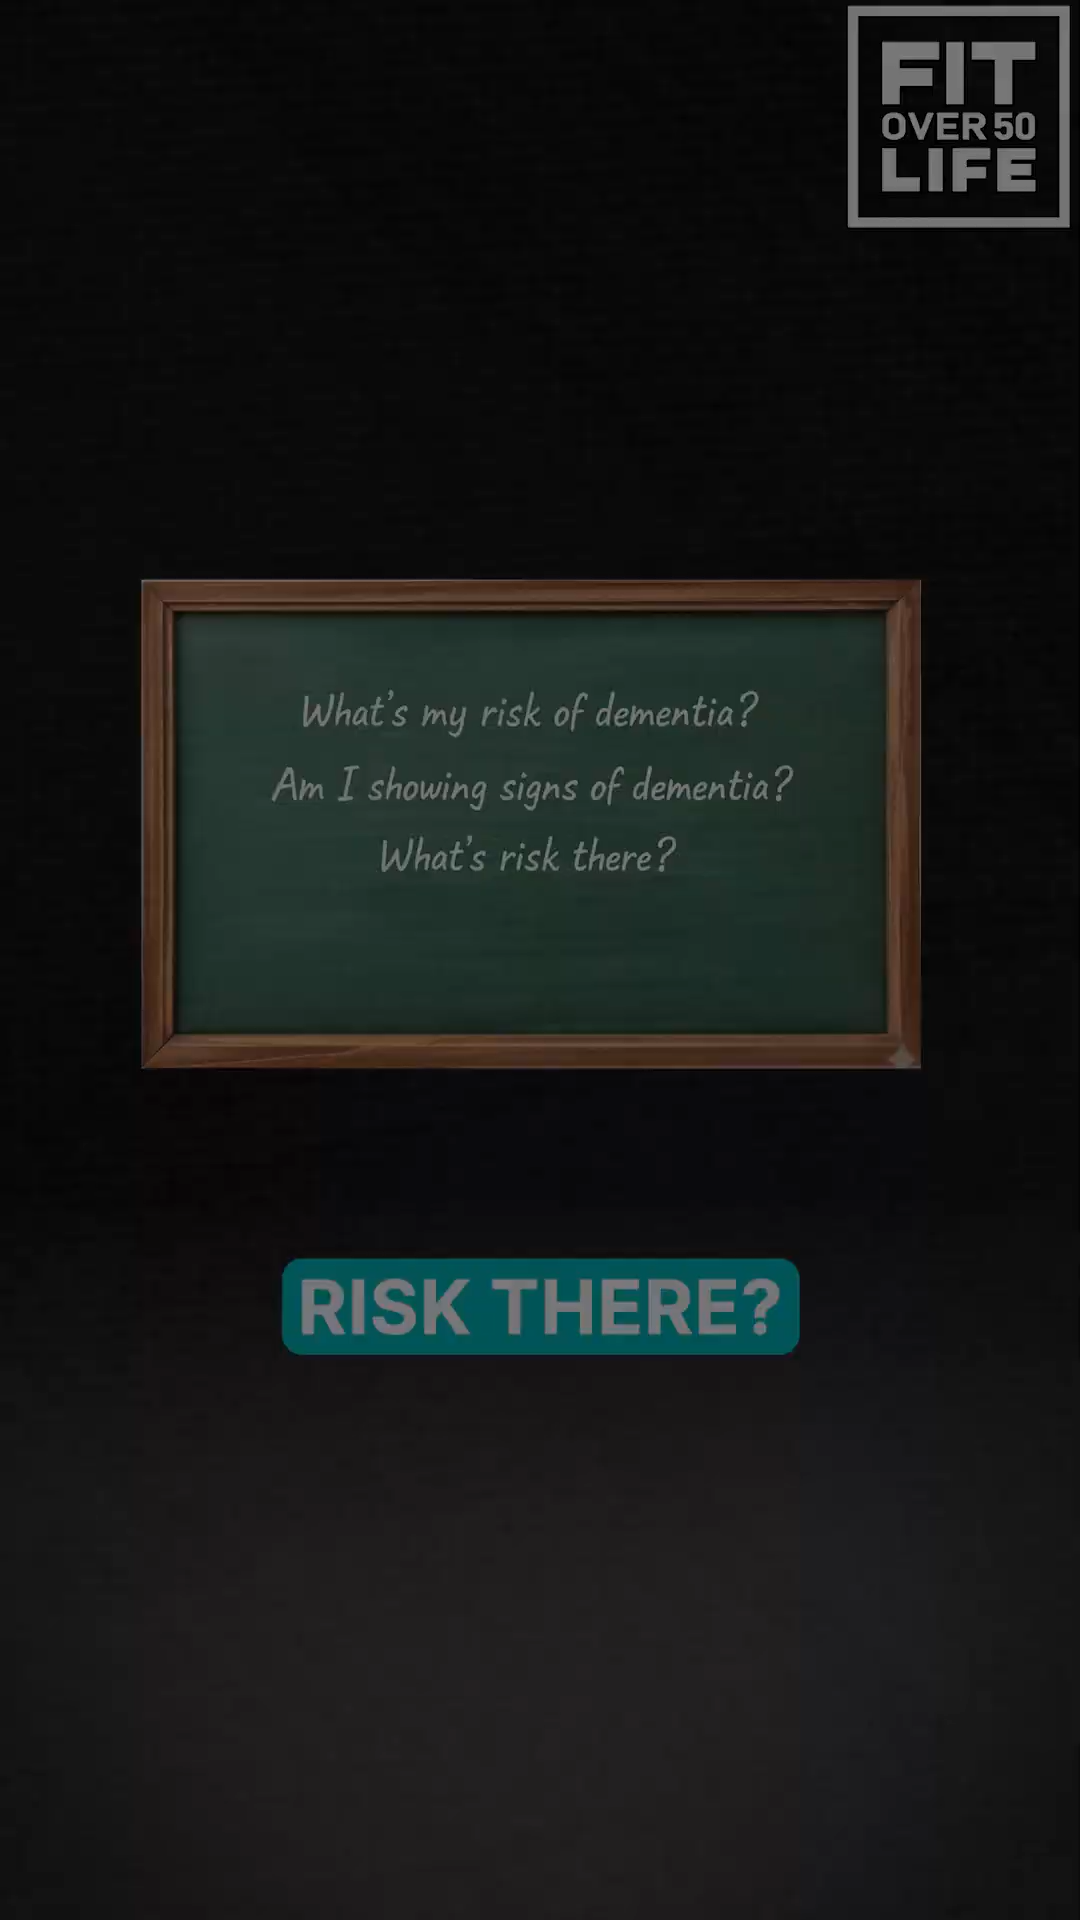 FIT
OVER 50
LIFE
What's my risk of dementia?
Am I showing signs of dementia?
What's risk there?
RISK THERE?